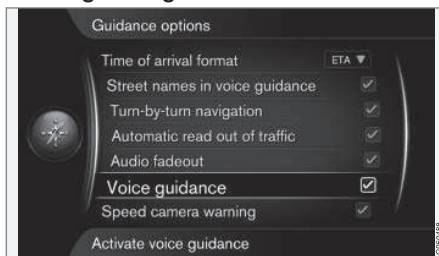 Guidance options
Time of arrival format ETA ▼
Street names in voice guidance
Turn-by-turn navigation
Automatic read out of traffic
Audio fadeout
Voice guidance
Speed camera warning
Activate voice guidance